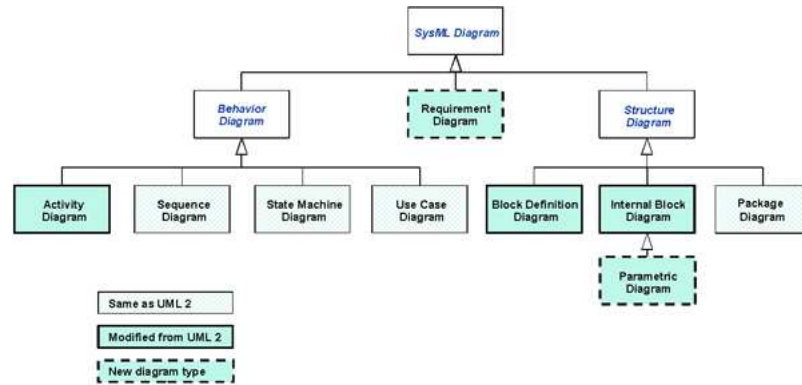 SysML Diagram
Behavior
Diagram
Requirement
Diagram
Structure
Diagram
Activity
Diagram
Sequence
Diagram
State Machine
Diagram
Use Case
Diagram
Block Definition
Diagram
Internal Block
Diagram
Package
Diagram
Parametric
Diagram
Same as UML 2
Modified from UML 2
New diagram type